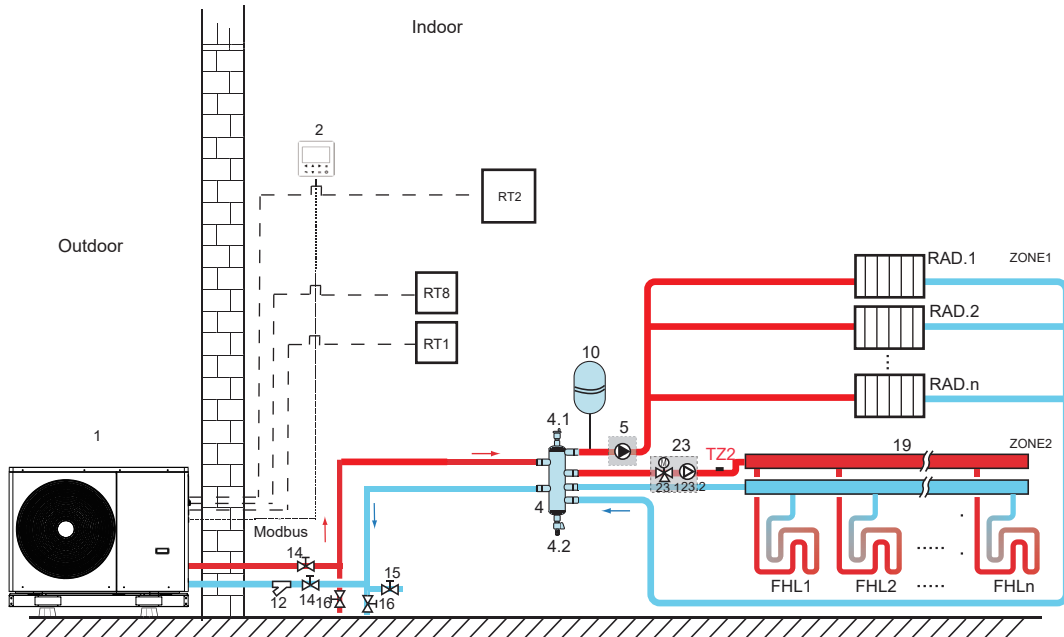 Indoor
2
RT2
Outdoor
RAD.1
ZONE1
RT8
RAD.2
RT1
10
RAD.n
4.1
5
1
23
19
ZONE2
TZ2
23.1
23.2
4
Modbus
4.2
14
15
12
14
16
16
FHL1
FHL2
.....
FHLn